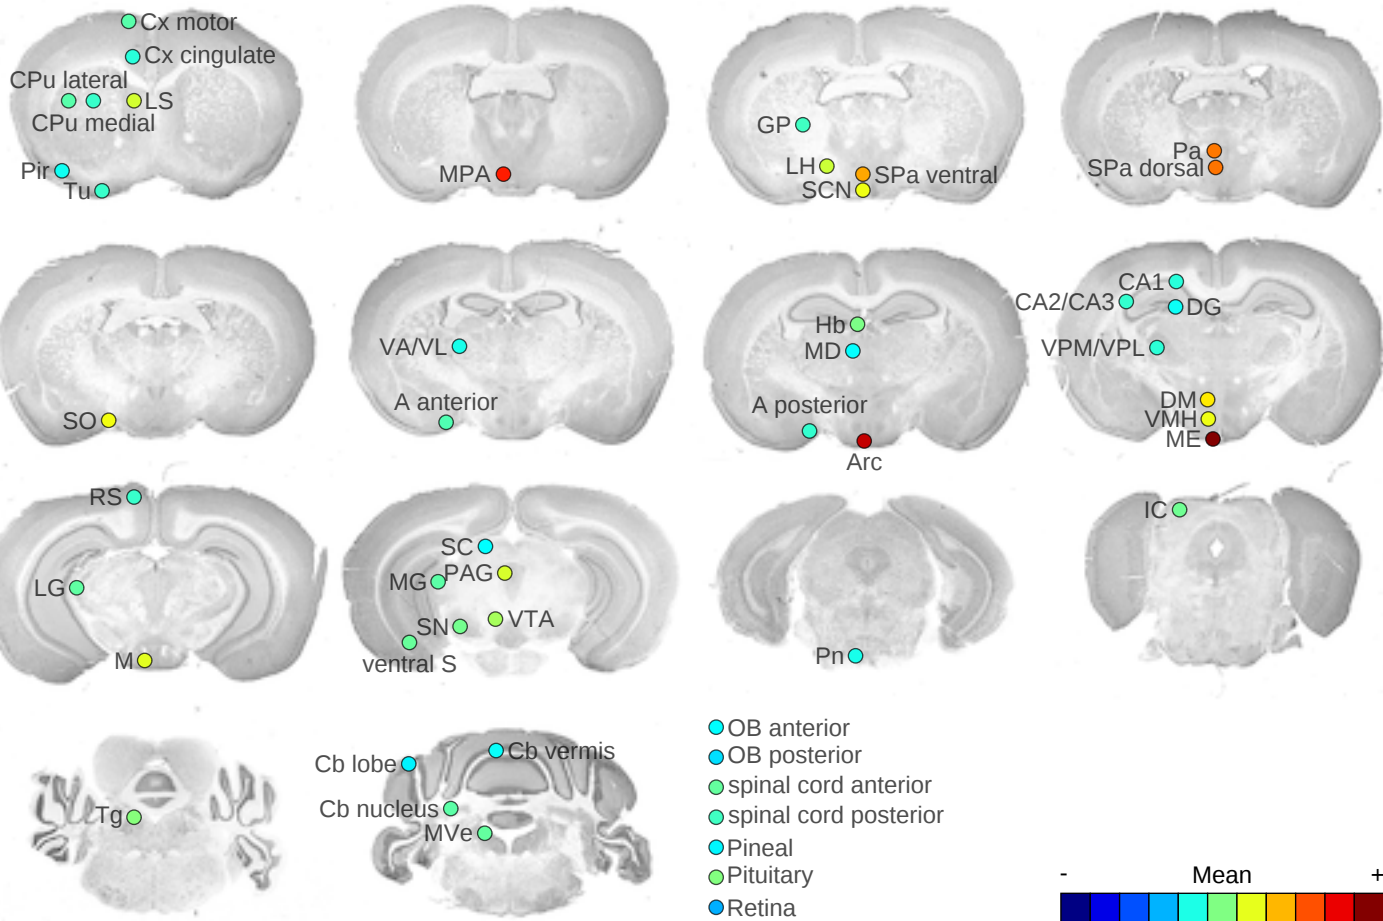 Cx motor
Cx cingulate
CPu lateral
LS
CPu medial
Pir
Tu
MPA
GP
LH
SPa ventral
SCN
Pa
SPa dorsal
SO
VA/VL
A anterior
Hb
MD
A posterior
Arc
CA1
CA2/CA3
DG
VPM/VPL
DM
VMH
ME
RS
LG
M
SC
MG
PAG
SN
VTA
ventral S
Pn
IC
Tg
Cb lobe
Cb vermis
Cb nucleus
MVe
OB anterior
OB posterior
spinal cord anterior
spinal cord posterior
Pineal
Pituitary
Retina
- Mean +